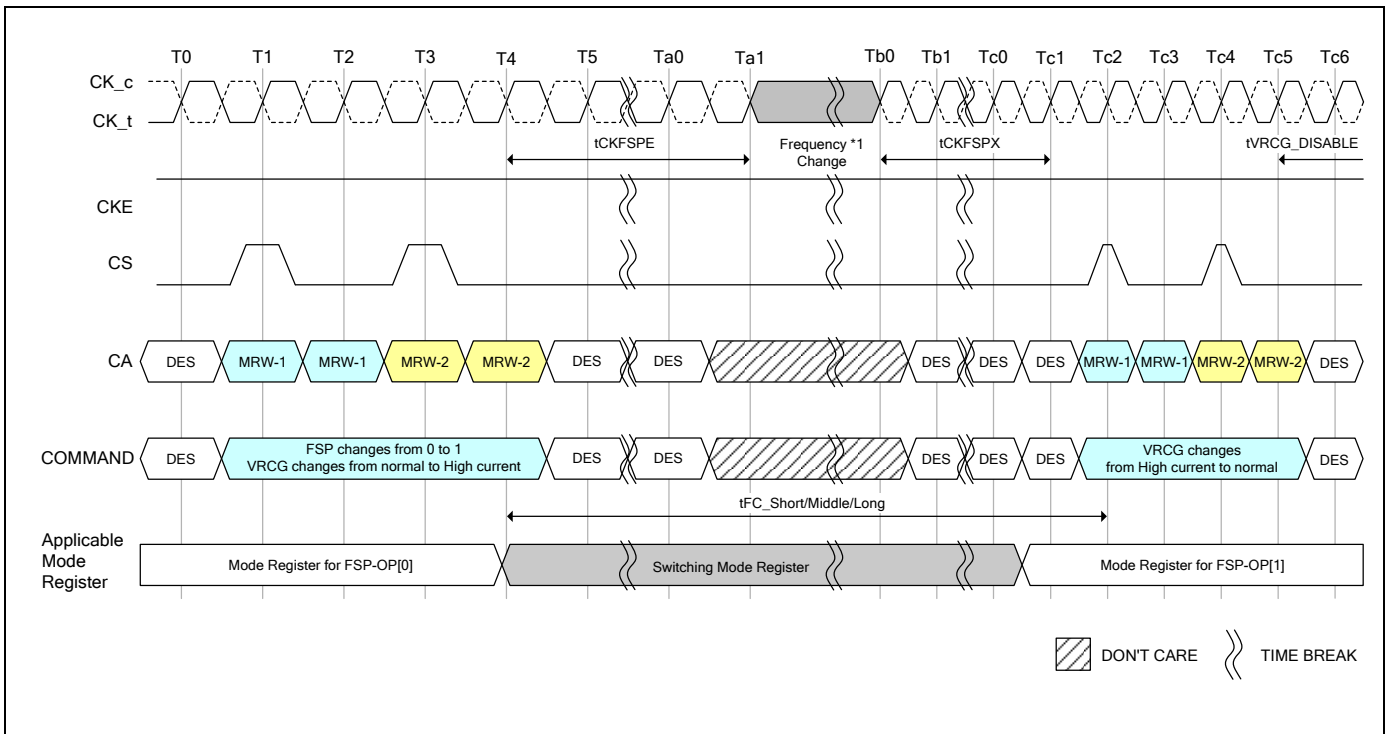 T0 T1 T2 T3 T4 T5 Ta0 Ta1 Tb0 Tb1 Tc0 Tc1 Tc2 Tc3 Tc4 Tc5 Tc6
CK_c
CK_t
tCKFSPE
Frequency *1
Change
tCKFSPX
tVRCG_DISABLE
CKE
CS
CA
DES MRW-1 MRW-1 MRW-2 MRW-2 DES DES DES DES DES MRW-1 MRW-1 MRW-2 MRW-2 DES
COMMAND
DES
FSP changes from 0 to 1
VRCG changes from normal to High current
DES DES DES DES DES
VRCG changes
from High current to normal
DES
tFC_Short/Middle/Long
Applicable
Mode
Register
Mode Register for FSP-OP[0]
Switching Mode Register
Mode Register for FSP-OP[1]
DON'T CARE
TIME BREAK